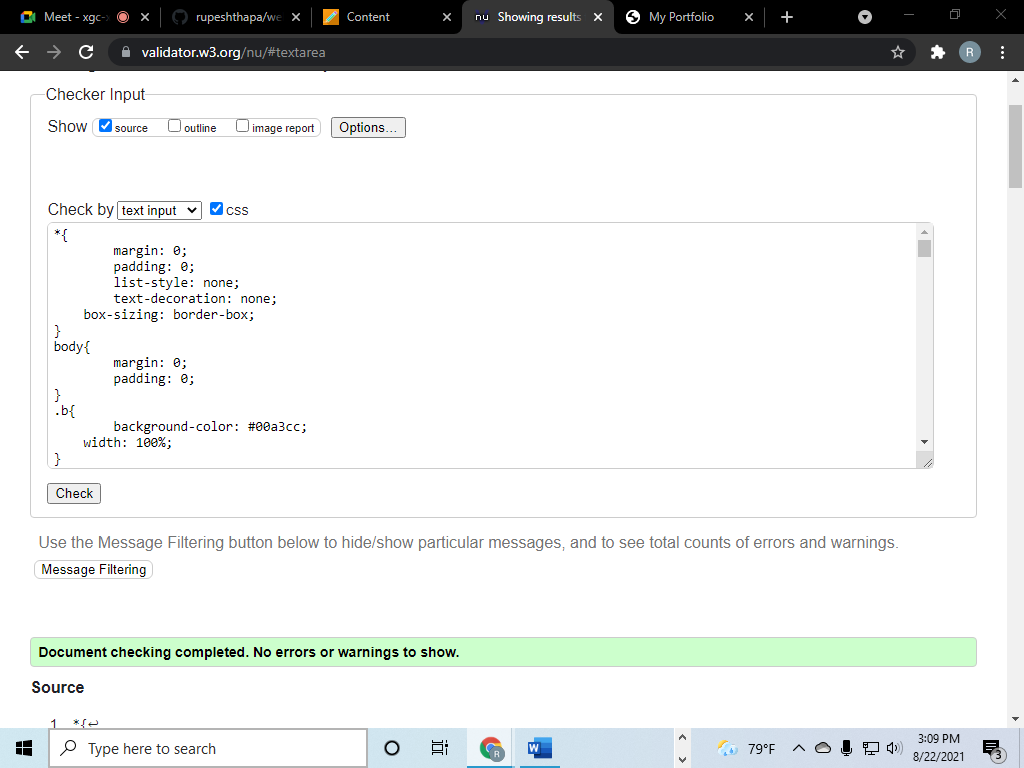 Meet - xgc-
rupeshthapa/we
Content
nu Showing results
My Portfolio
validator.w3.org/nu/#textarea
R
Checker Input
Show source outline image report Options...
Check by text input css
*{
margin: 0;
padding: 0;
list-style: none;
text-decoration: none;
box-sizing: border-box;
}
body{
margin: 0;
padding: 0;
}
.b{
background-color: #00a3cc;
width: 100%;
}
Check
Use the Message Filtering button below to hide/show particular messages, and to see total counts of errors and warnings.
Message Filtering
Document checking completed. No errors or warnings to show.
Source
1. *{↩
Type here to search
R
W
79°F
3:09 PM
8/22/2021
3